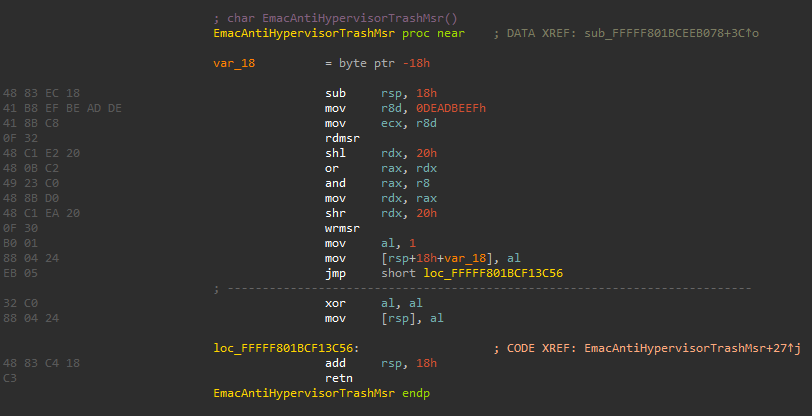 ; char EmacAntiHypervisorTrashMsr()
EmacAntiHypervisorTrashMsr proc near ; DATA XREF: sub_FFFFF801BCEEB078+3C↑o
var_18 = byte ptr -18h
48 83 EC 18 sub rsp, 18h
41 B8 EF BE AD DE mov r8d, 0DEADBEEFh
41 8B C8 mov ecx, r8d
0F 32 rdmsr
48 C1 E2 20 shl rdx, 20h
48 0B C2 or rax, rdx
49 23 C0 and rax, r8
48 8B D0 mov rdx, rax
48 C1 EA 20 shr rdx, 20h
0F 30 wrmsr
B0 01 mov al, 1
88 04 24 mov [rsp+18h+var_18], al
EB 05 jmp short loc_FFFFF801BCF13C56
; ---------------------------------------------------------------------------
32 C0 xor al, al
88 04 24 mov [rsp], al
loc_FFFFF801BCF13C56: ; CODE XREF: EmacAntiHypervisorTrashMsr+27↑j
48 83 C4 18 add rsp, 18h
C3 retn
EmacAntiHypervisorTrashMsr endp